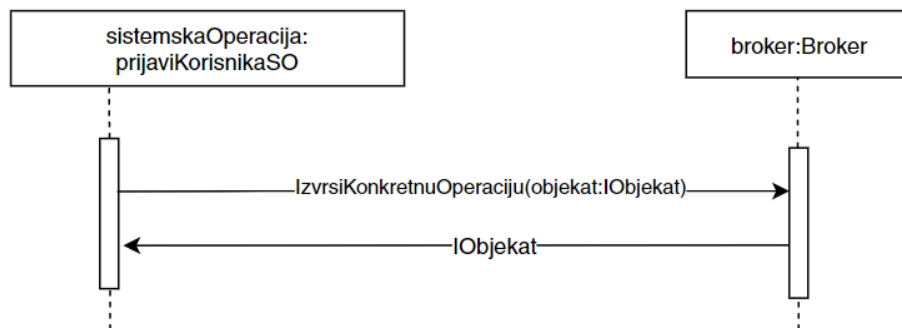 sistemskaOperacija:
prijaviKorisnikaSO
broker:Broker
IzvrsiKonkretnuOperaciju(objekat:IObjekat)
IObjekat